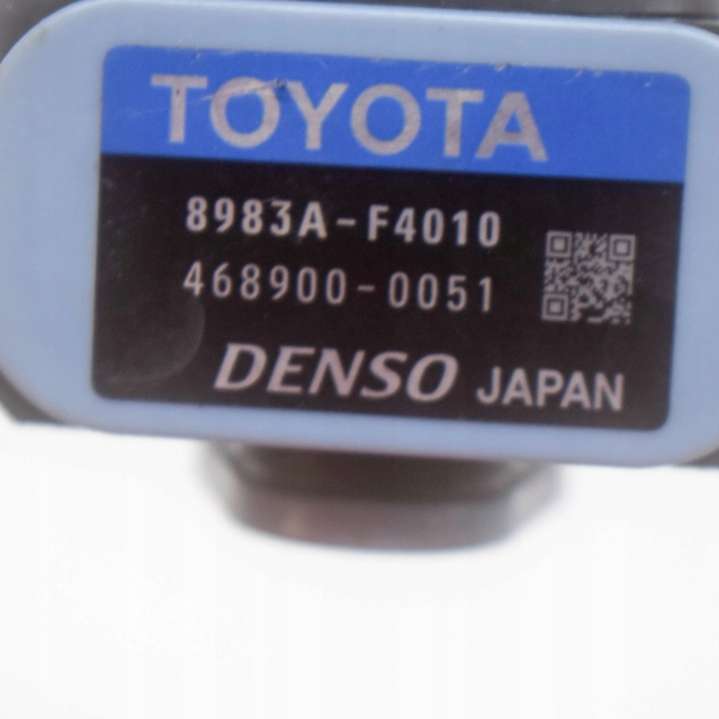 TOYOTA
8983A-F4010
468900-0051
DENSO JAPAN